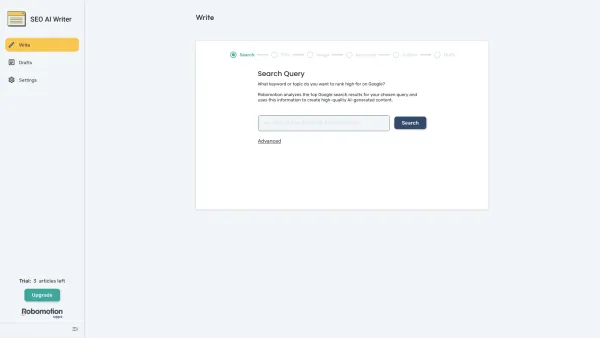 SEO AI Writer
Write
Drafts
Settings
Trial: 3 articles left
Upgrade
Robomotion
apps
Write
Search
Title
Image
Outline
Draft
Search Query
What keyword or topic do you want to rank high for on Google?
Robomotion analyzes the top Google search results for your chosen query and
uses this information to create high-quality AI-generated content.
Search
Advanced